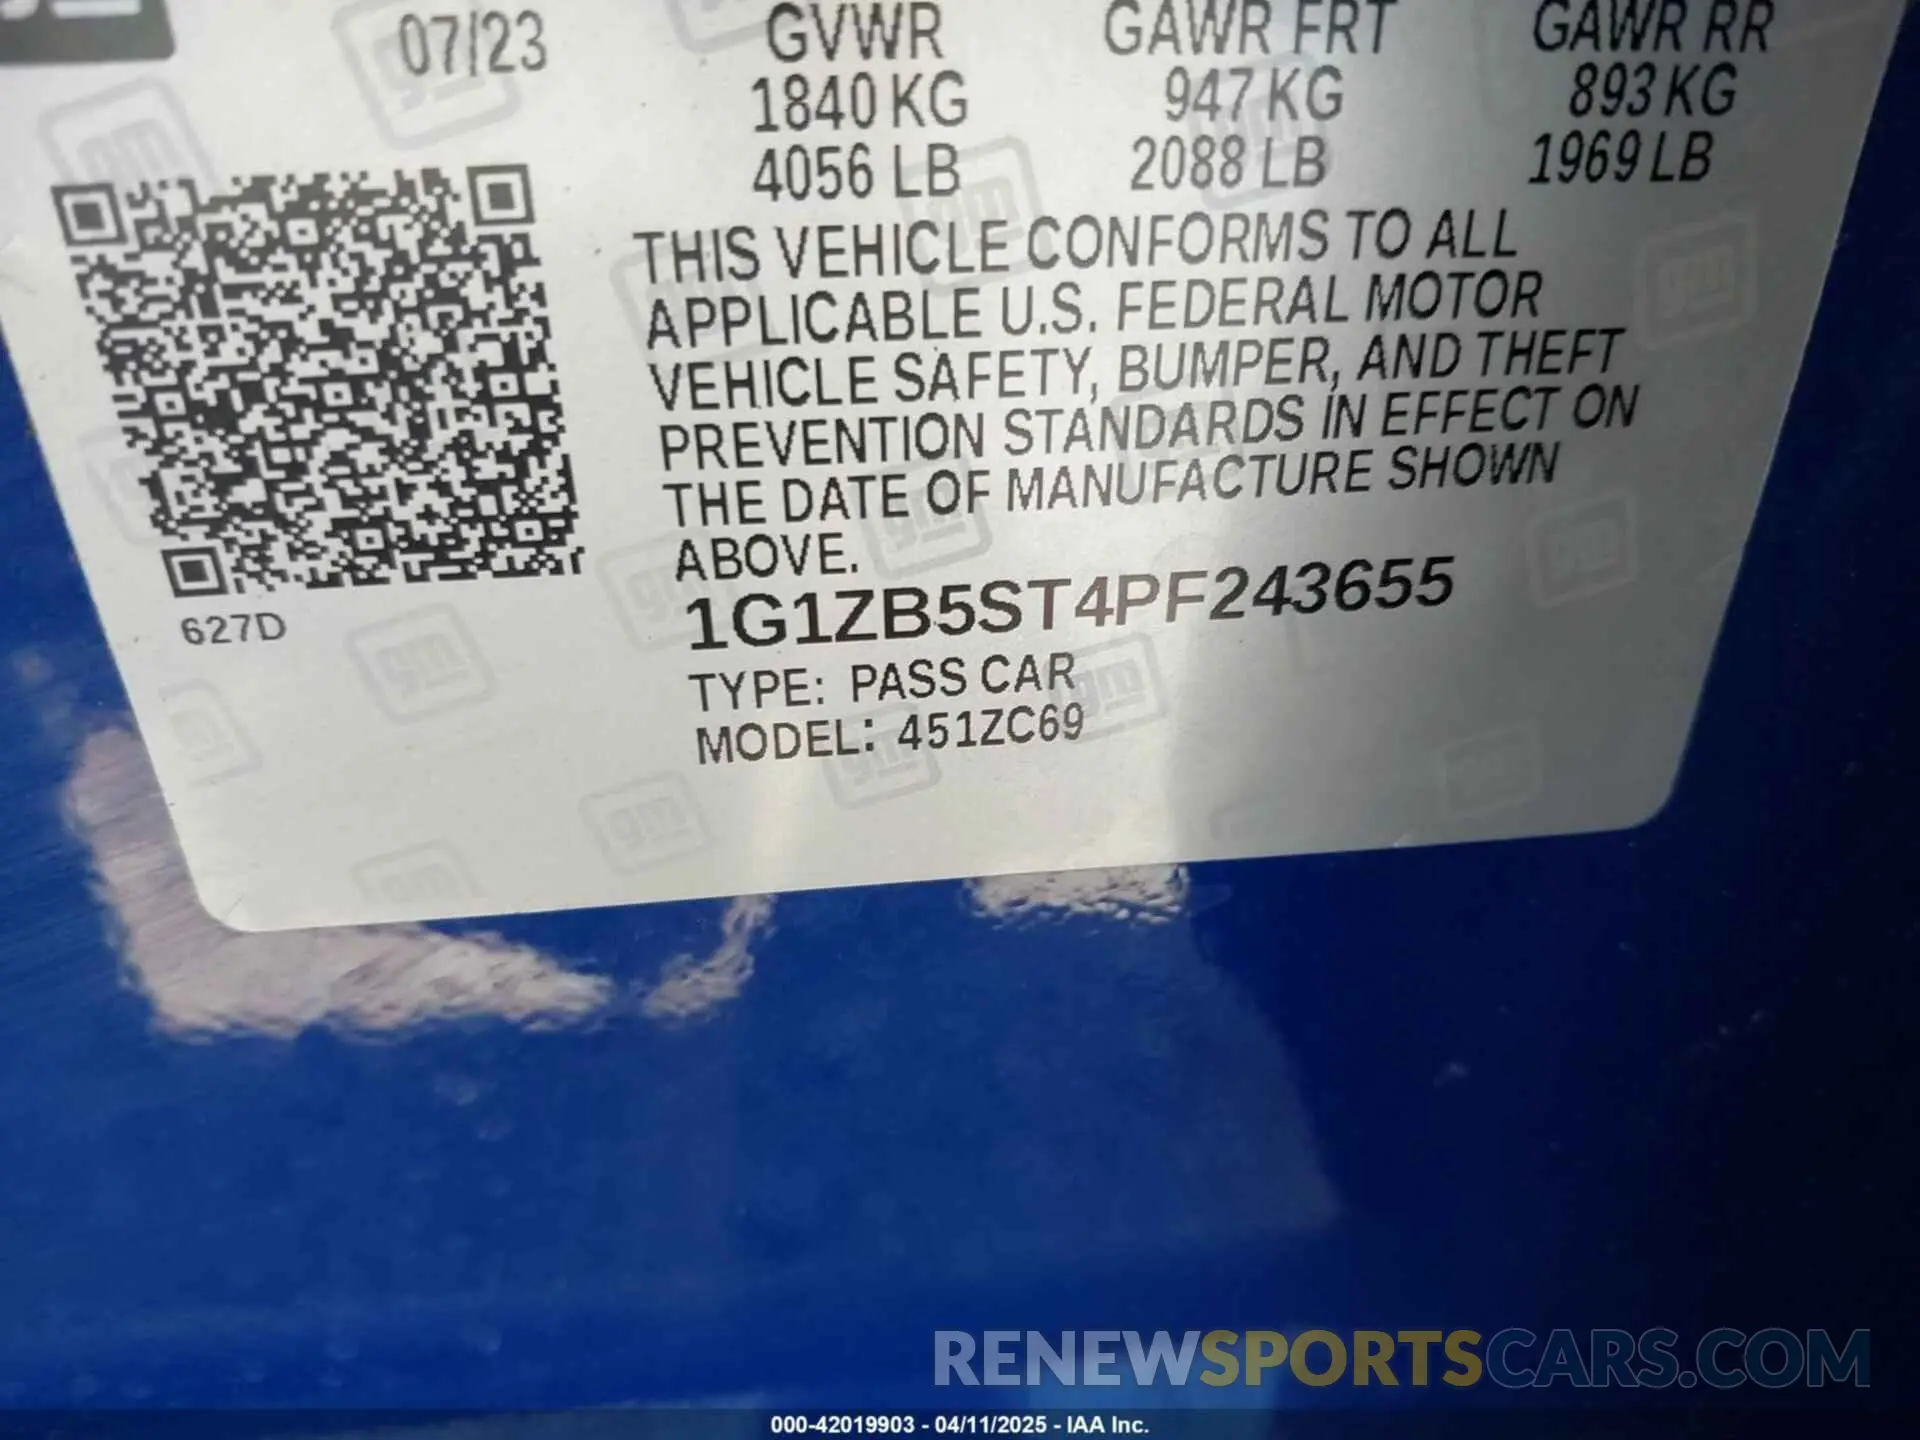 07/23 GVWR GAWR FRT GAWR RR
1840 KG 947 KG 893 KG
4056 LB 2088 LB 1969 LB
THIS VEHICLE CONFORMS TO ALL
APPLICABLE U.S. FEDERAL MOTOR
VEHICLE SAFETY, BUMPER, AND THEFT
PREVENTION STANDARDS IN EFFECT ON
THE DATE OF MANUFACTURE SHOWN
ABOVE.
627D
1G1ZB5ST4PF243655
TYPE: PASS CAR
MODEL: 451ZC69
gm
RENEWSPORTSCARS.COM
000-42019903 - 04/11/2025 - IAA Inc.